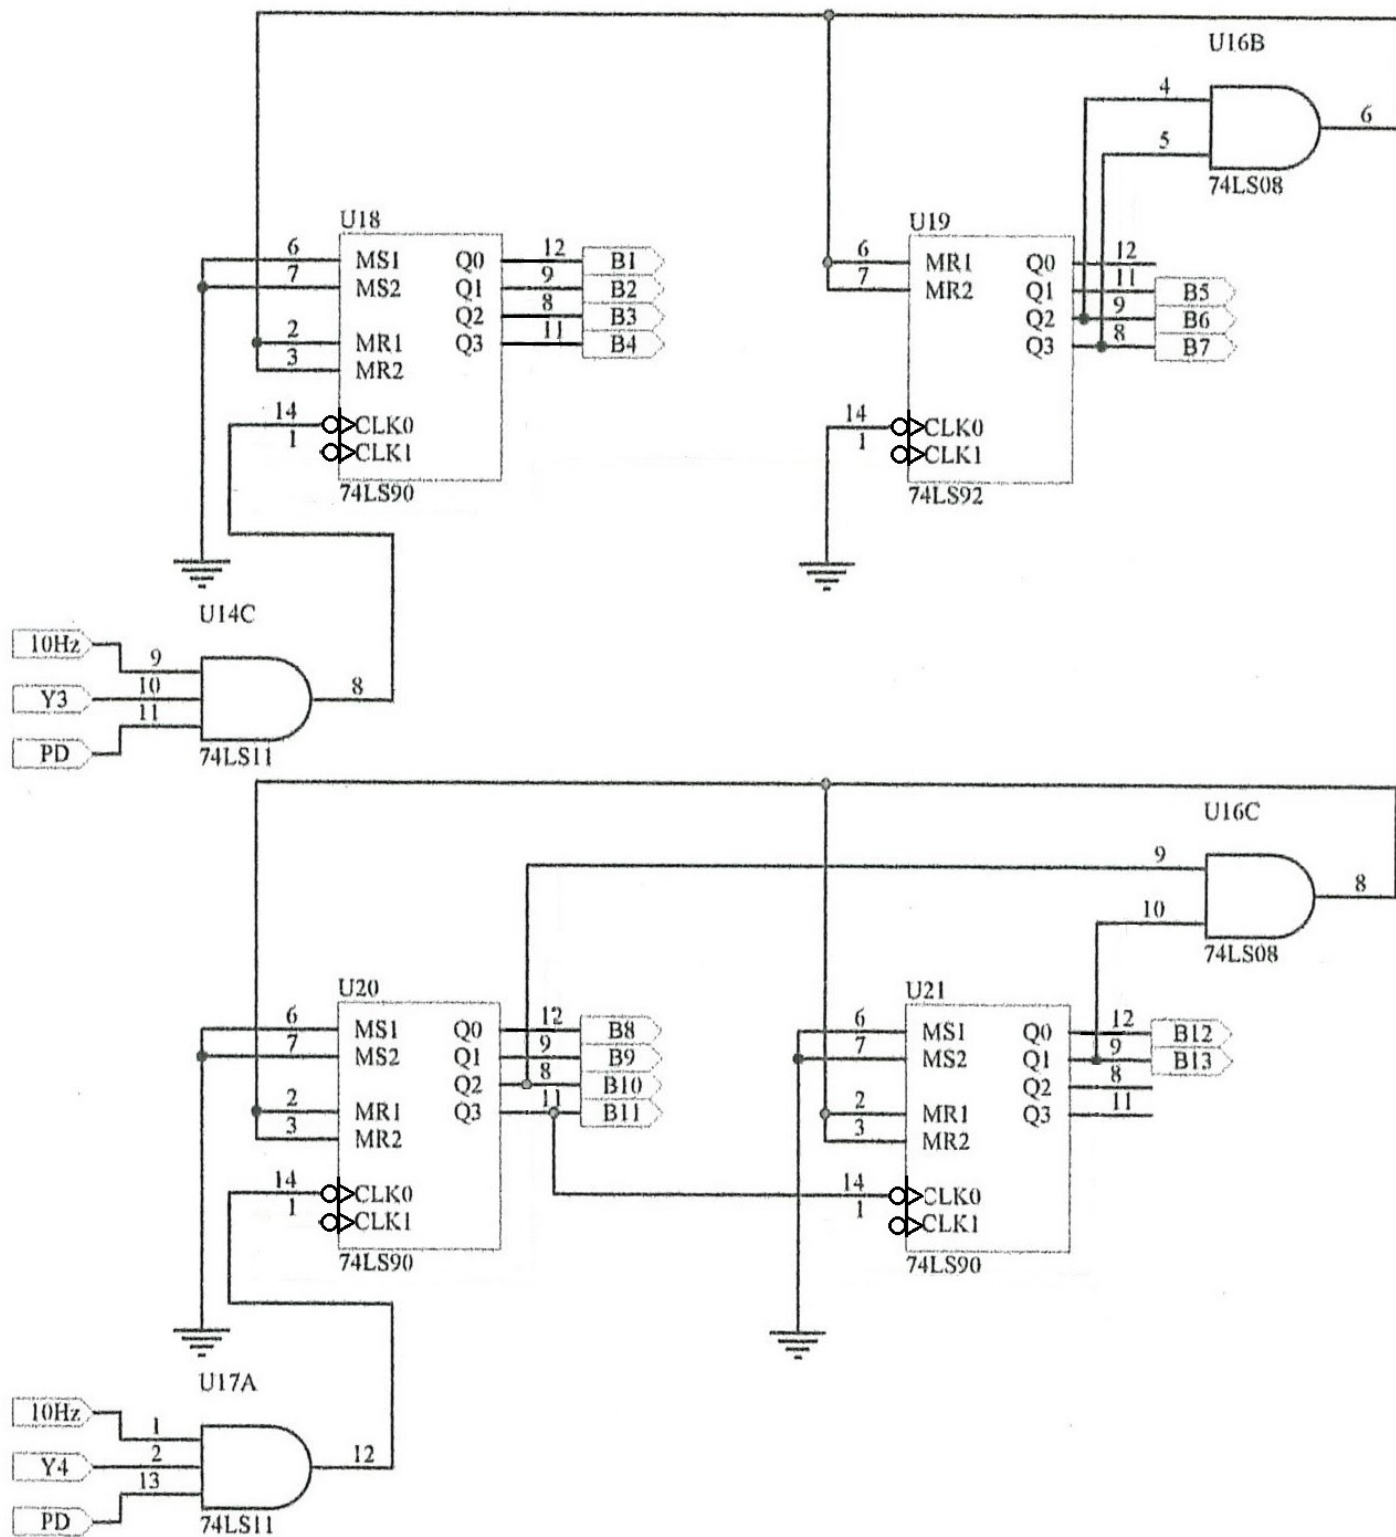 U16B
4
6
5
74LS08
U18
U19
6 MS1 Q0 12 B1
7 MS2 Q1 9 B2
Q2 8 B3
2 MR1 Q3 11 B4
3 MR2
14 CLK0
1 CLK1
74LS90
6 MR1 Q0 12
7 MR2 Q1 11 B5
Q2 9 B6
Q3 8 B7
14 CLK0
1 CLK1
74LS92
U14C
10Hz 9
Y3 10 8
PD 11
74LS11
U16C
9
8
10
74LS08
U20
U21
6 MS1 Q0 12 B8
7 MS2 Q1 9 B9
Q2 8 B10
2 MR1 Q3 11 B11
3 MR2
14 CLK0
1 CLK1
74LS90
6 MS1 Q0 12 B12
7 MS2 Q1 9 B13
Q2 8
2 MR1 Q3 11
3 MR2
14 CLK0
1 CLK1
74LS90
U17A
10Hz 1
Y4 2 12
PD 13
74LS11